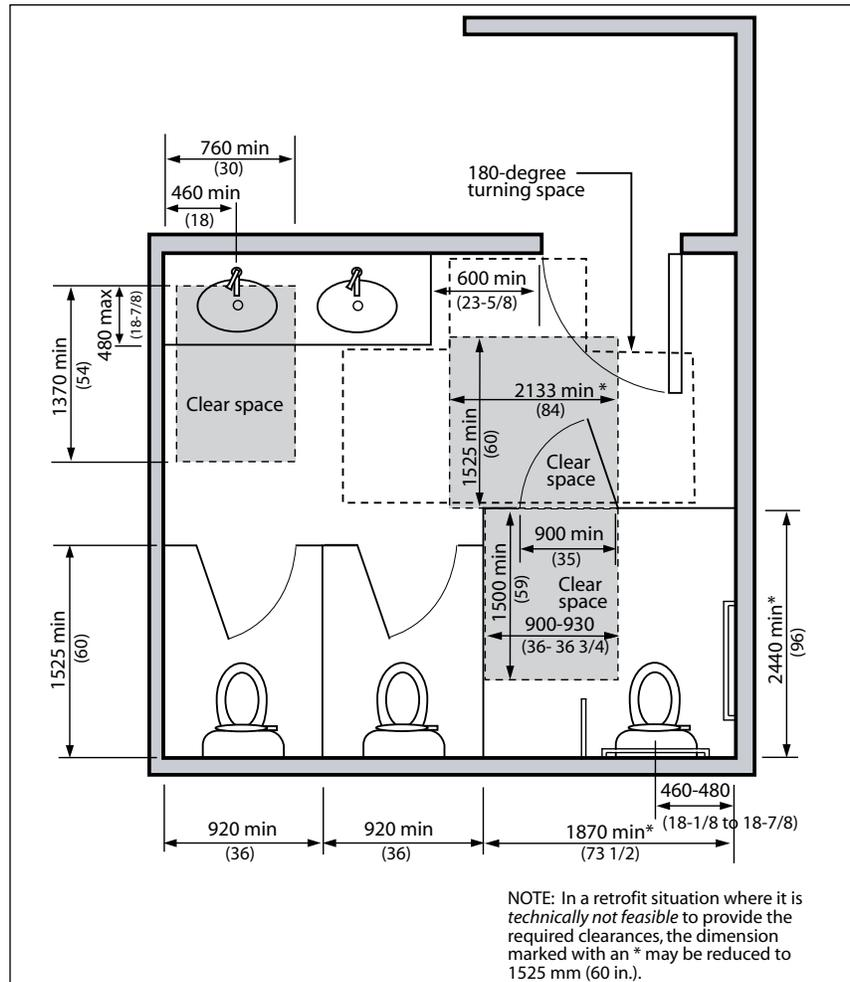 760 min
(30)
460 min
(18)
180-degree
turning space
600 min
(23-5/8)
480 max
(18-7/8)
1370 min
(54)
Clear space
2133 min *
(84)
1525 min
(60)
Clear
space
900 min
(35)
1500 min
(59)
Clear
space
900-930
(36- 36 3/4)
1525 min
(60)
2440 min*
(96)
460-480
(18-1/8 to 18-7/8)
920 min
(36)
920 min
(36)
1870 min*
(73 1/2)
NOTE: In a retrofit situation where it is
technically not feasible to provide the
required clearances, the dimension
marked with an * may be reduced to
1525 mm (60 in.).